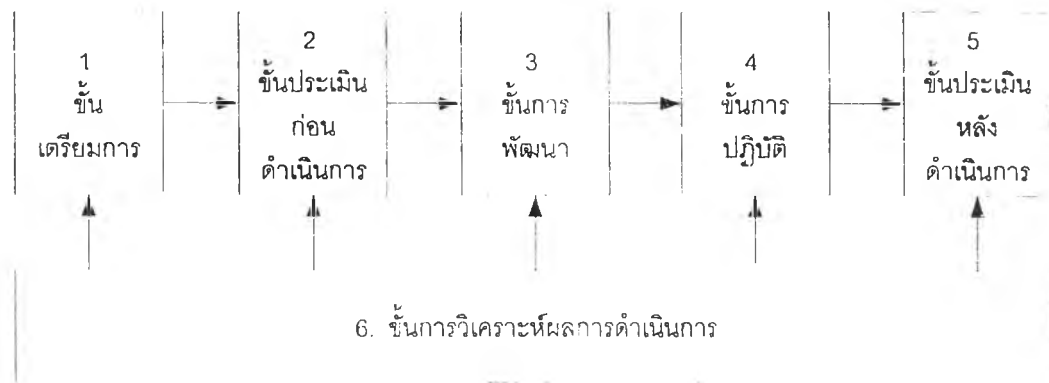 1
ขั้น
เตรียมการ
2
ขั้นประเมิน
ก่อน
ดำเนินการ
3
ขั้นการ
พัฒนา
4
ขั้นการ
ปฏิบัติ
5
ขั้นประเมิน
หลัง
ดำเนินการ
6. ขั้นการวิเคราะห์ผลการดำเนินการ